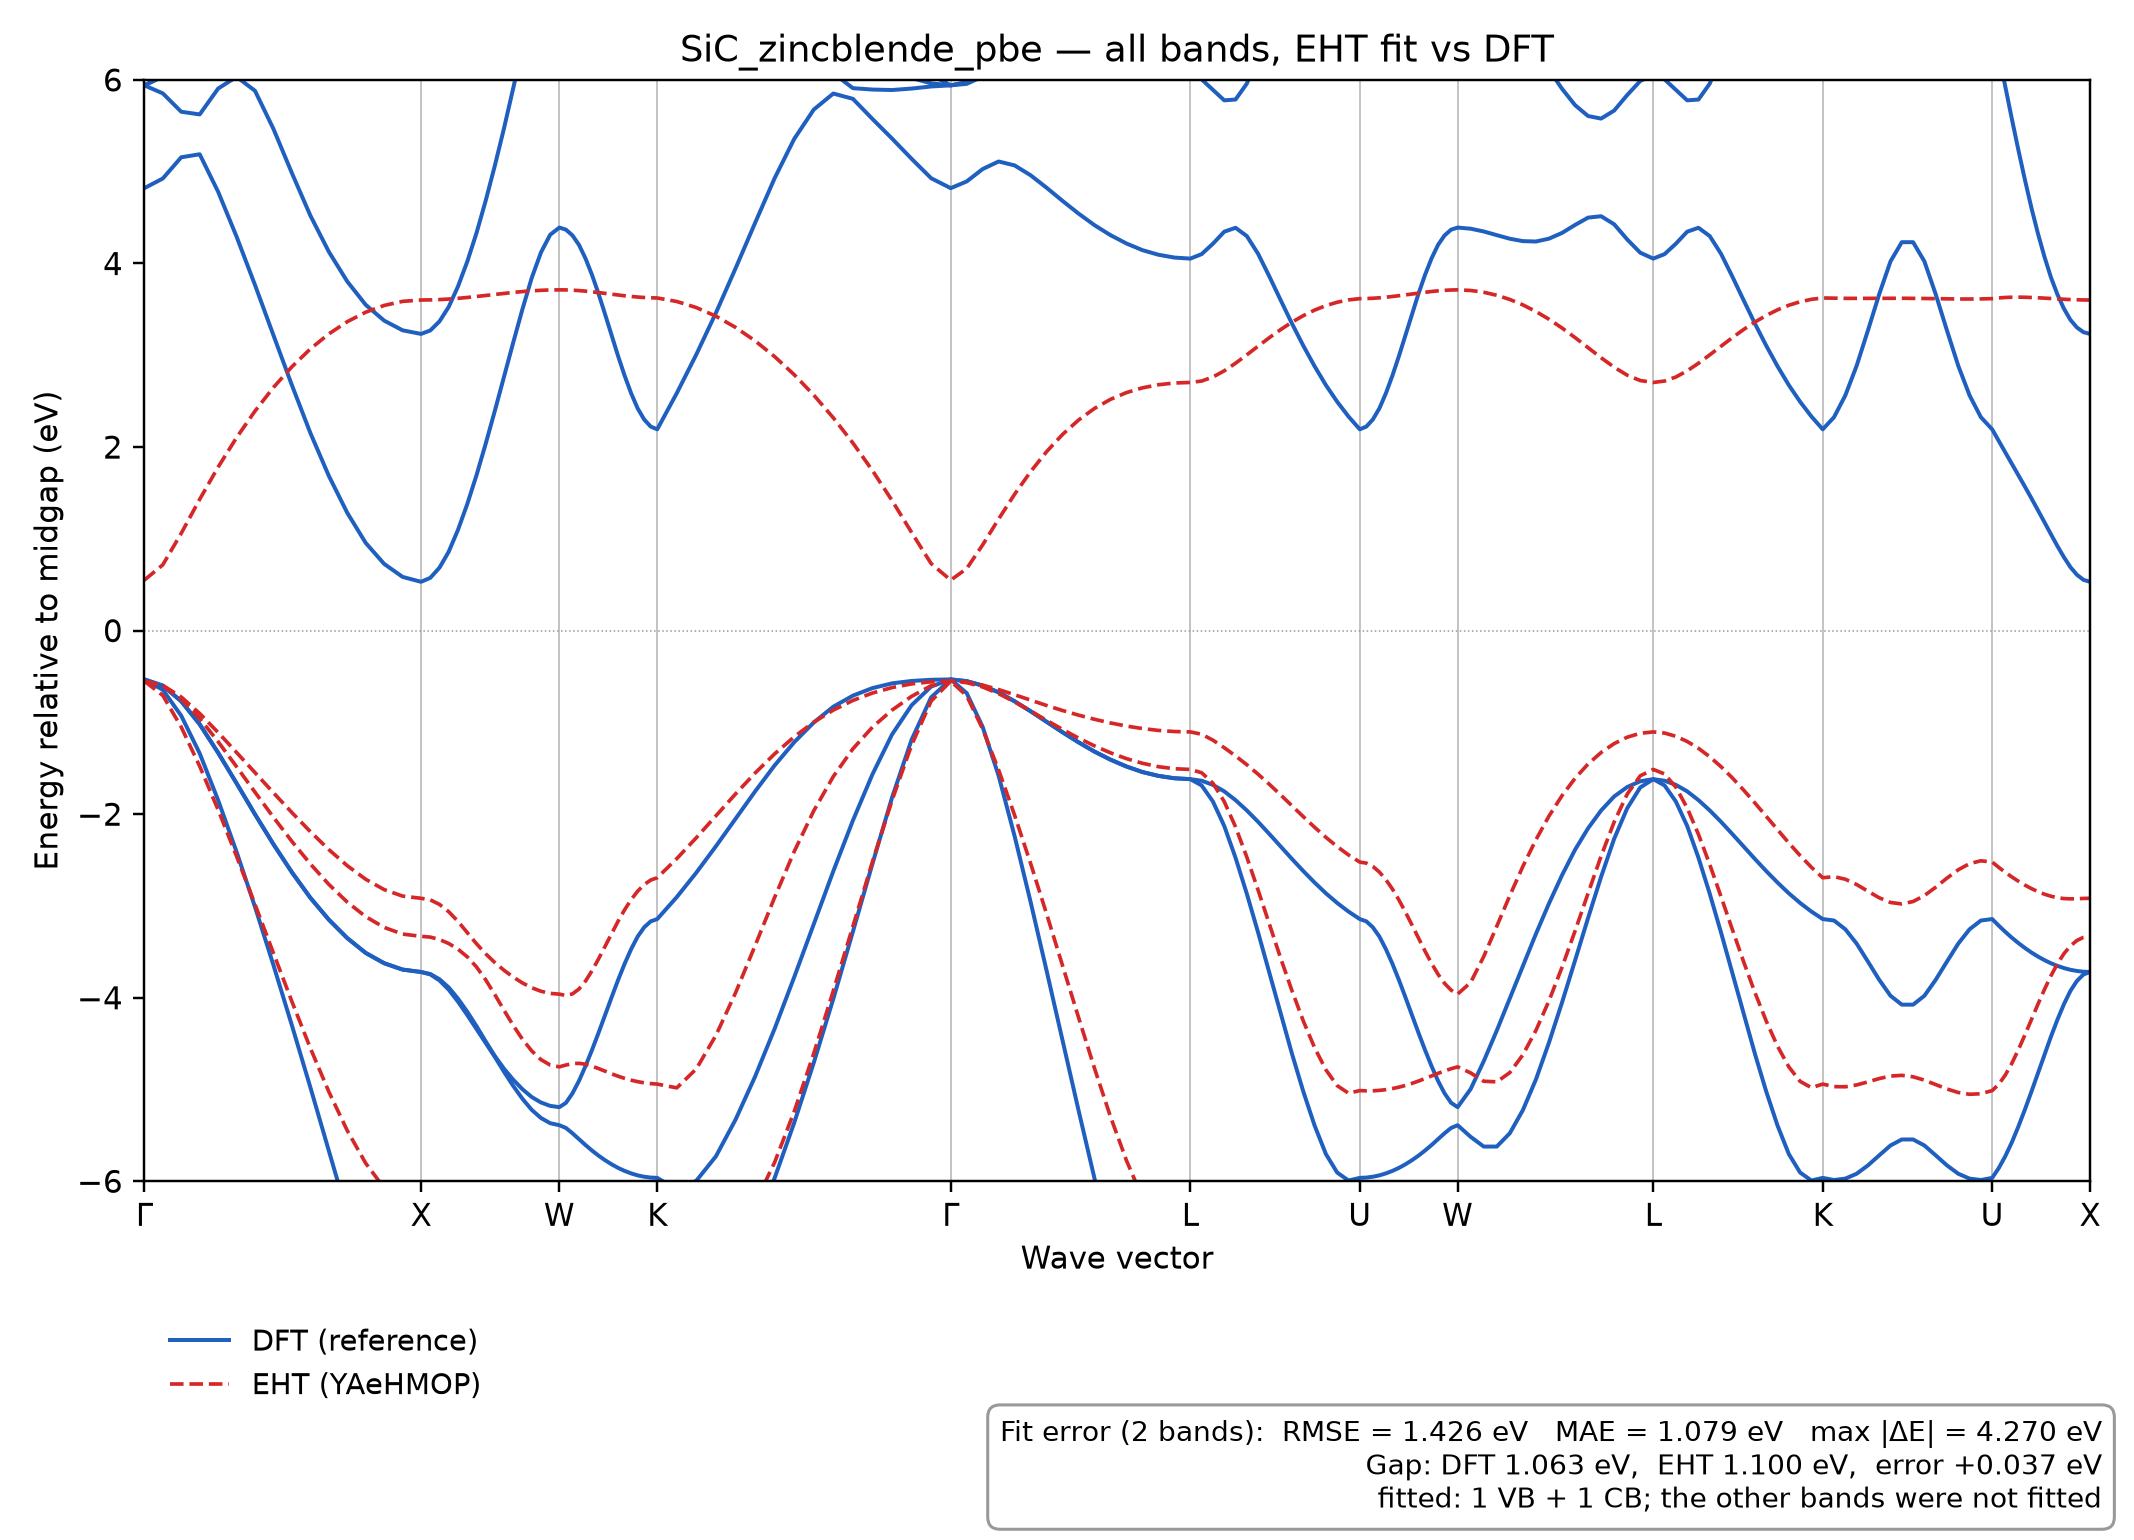 SiC_zincblende_pbe — all bands, EHT fit vs DFT
Energy relative to midgap (eV)
6
4
2
0
−2
−4
−6
Γ X W K Γ L U W L K U X
Wave vector
DFT (reference)
EHT (YAeHMOP)
Fit error (2 bands):  RMSE = 1.426 eV   MAE = 1.079 eV   max |ΔE| = 4.270 eV
Gap: DFT 1.063 eV,  EHT 1.100 eV,  error +0.037 eV
fitted: 1 VB + 1 CB; the other bands were not fitted